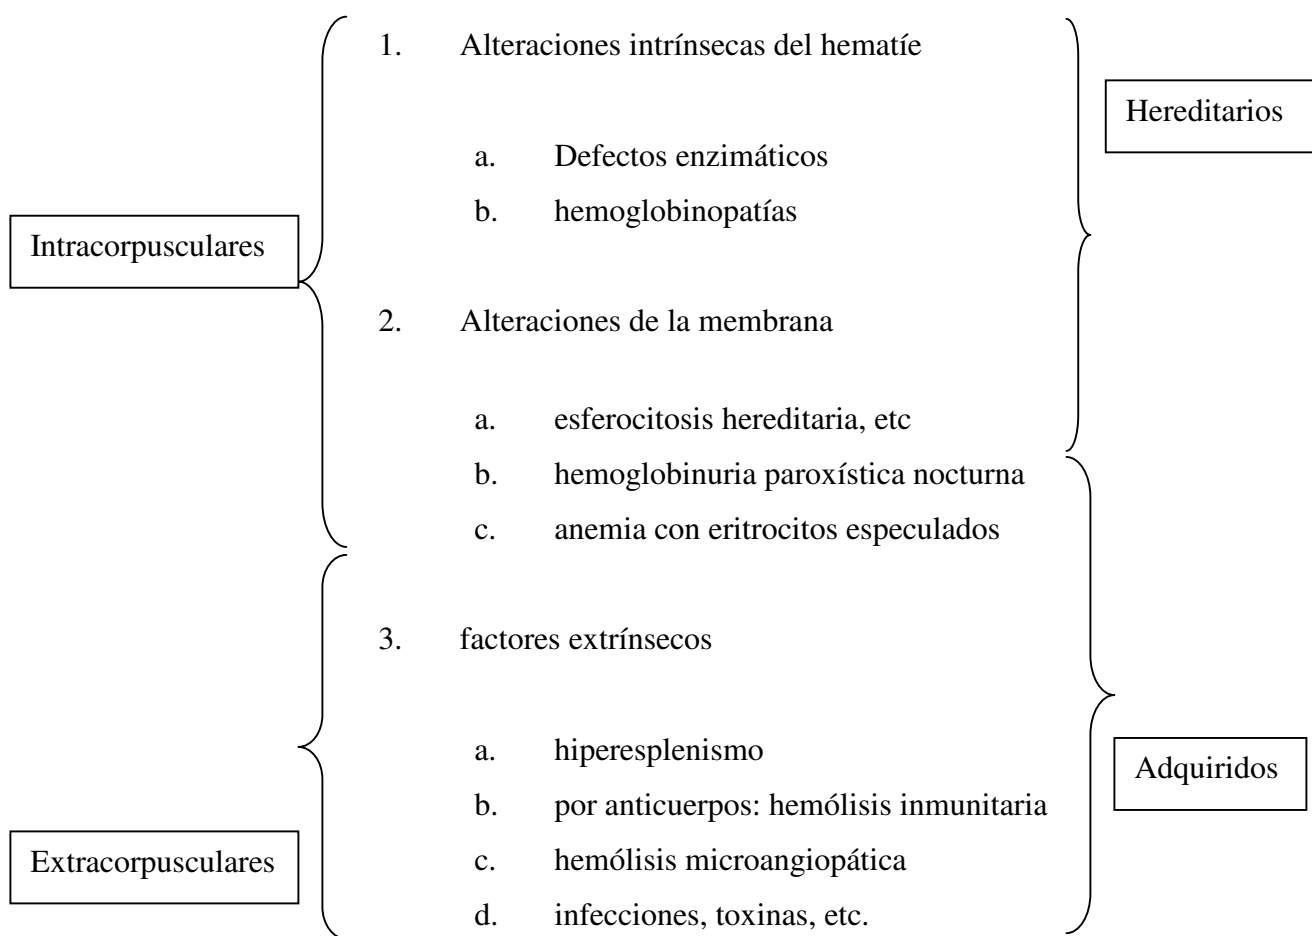 1. Alteraciones intrínsecas del hematíe
Hereditarios
a. Defectos enzimáticos
b. hemoglobinopatías
Intracorpusculares
2. Alteraciones de la membrana
a. esferocitosis hereditaria, etc
b. hemoglobinuria paroxística nocturna
c. anemia con eritrocitos especulados
3. factores extrínsecos
a. hiperesplenismo
Adquiridos
b. por anticuerpos: hemólisis inmunitaria
Extracorpusculares
c. hemólisis microangiopática
d. infecciones, toxinas, etc.